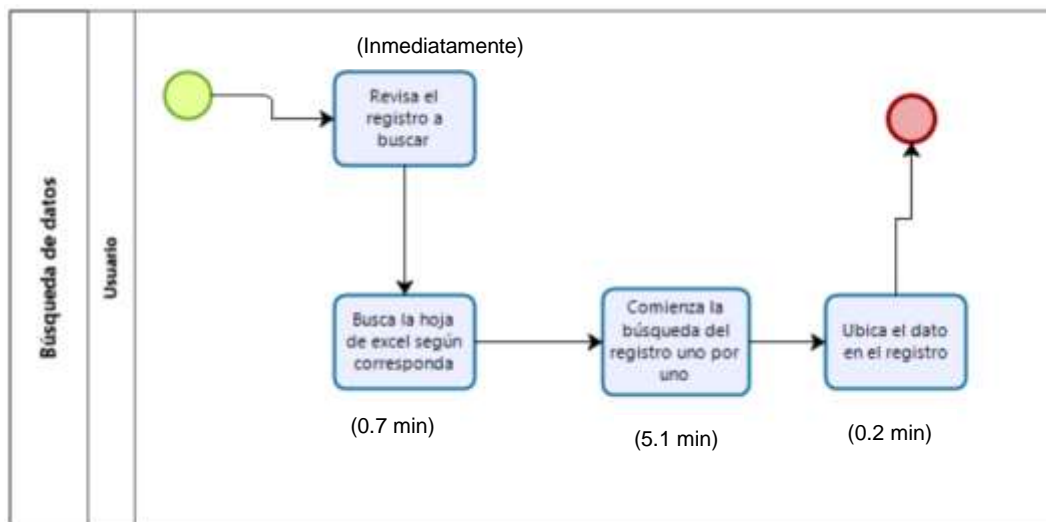 Búsqueda de datos
Usuario
(Inmediatamente)
Revisa el
registro a
buscar
Busca la hoja
de excel según
corresponda
(0.7 min)
Comienza la
búsqueda del
registro uno por
uno
(5.1 min)
Ubica el dato
en el registro
(0.2 min)